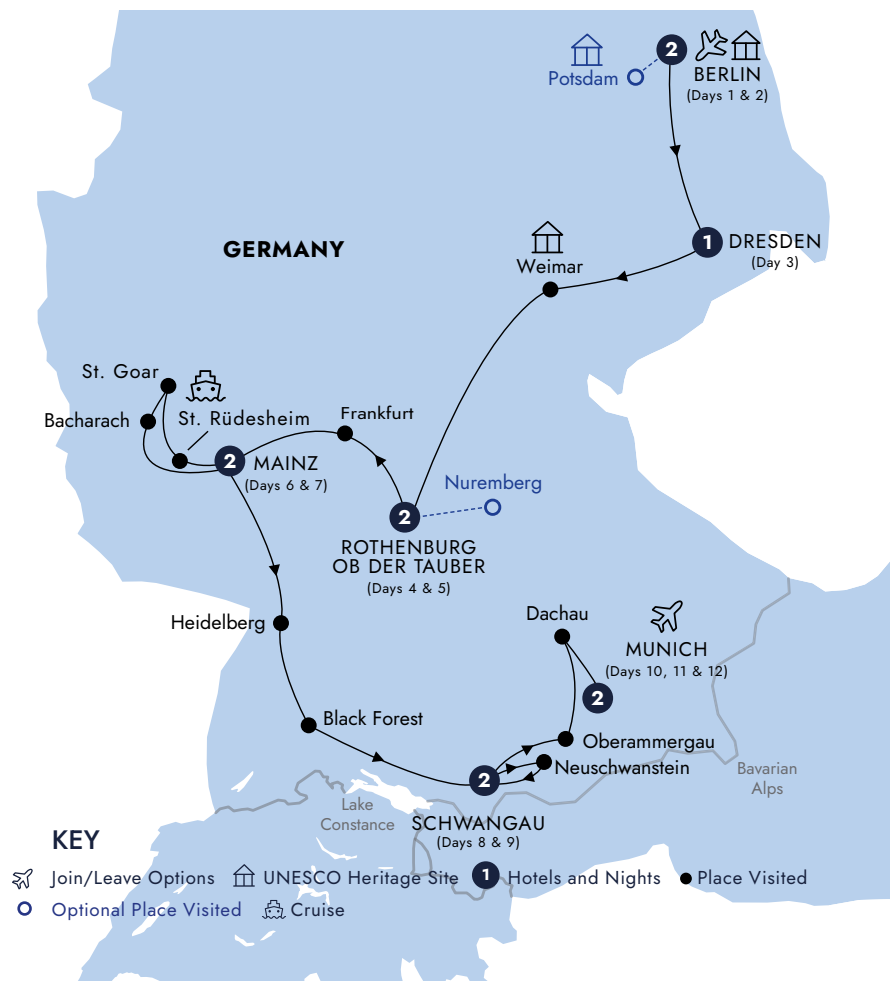 2
BERLIN
(Days 1 & 2)
Potsdam
1
DRESDEN
(Day 3)
GERMANY
Weimar
St. Goar
Bacharach
St. Rüdesheim
Frankfurt
2
MAINZ
(Days 6 & 7)
Nuremberg
2
ROTHENBURG
OB DER TAUBER
(Days 4 & 5)
Heidelberg
Dachau
MUNICH
(Days 10, 11 & 12)
2
Black Forest
Oberammergau
Neuschwanstein
2
SCHWANGAU
(Days 8 & 9)
Bavarian
Alps
Lake
Constance
KEY
Join/Leave Options
UNESCO Heritage Site
1
Hotels and Nights
Place Visited
Optional Place Visited
Cruise